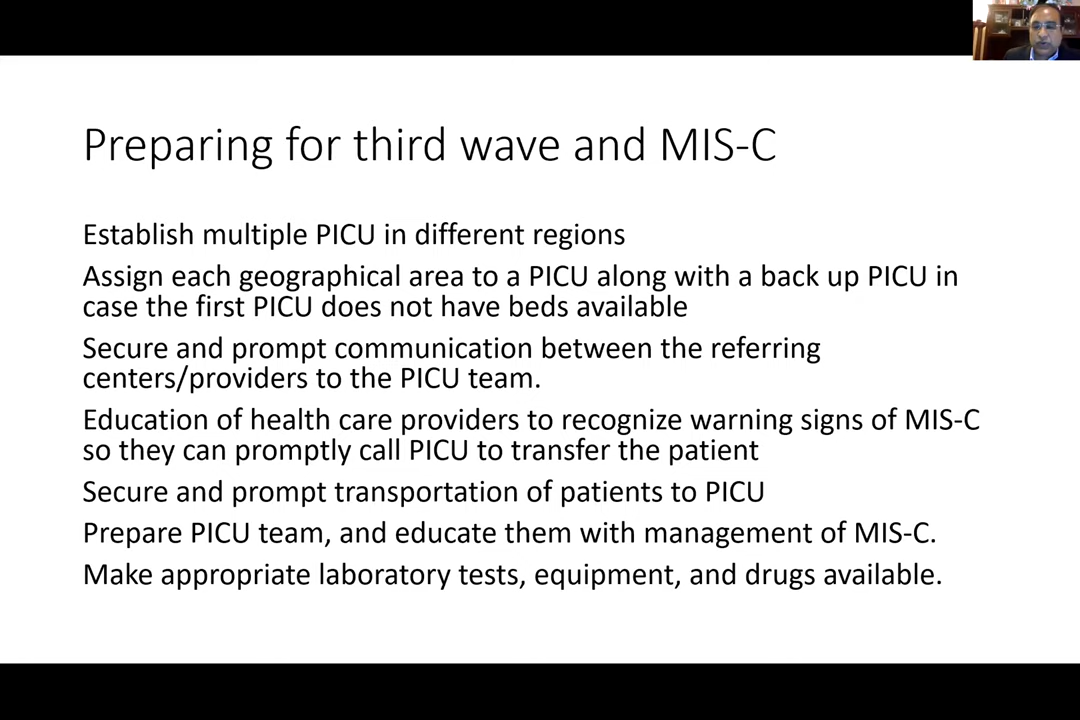 Preparing for third wave and MIS-C
Establish multiple PICU in different regions
Assign each geographical area to a PICU along with a back up PICU in
case the first PICU does not have beds available
Secure and prompt communication between the referring
centers/providers to the PICU team.
Education of health care providers to recognize warning signs of MIS-C
so they can promptly call PICU to transfer the patient
Secure and prompt transportation of patients to PICU
Prepare PICU team, and educate them with management of MIS-C.
Make appropriate laboratory tests, equipment, and drugs available.